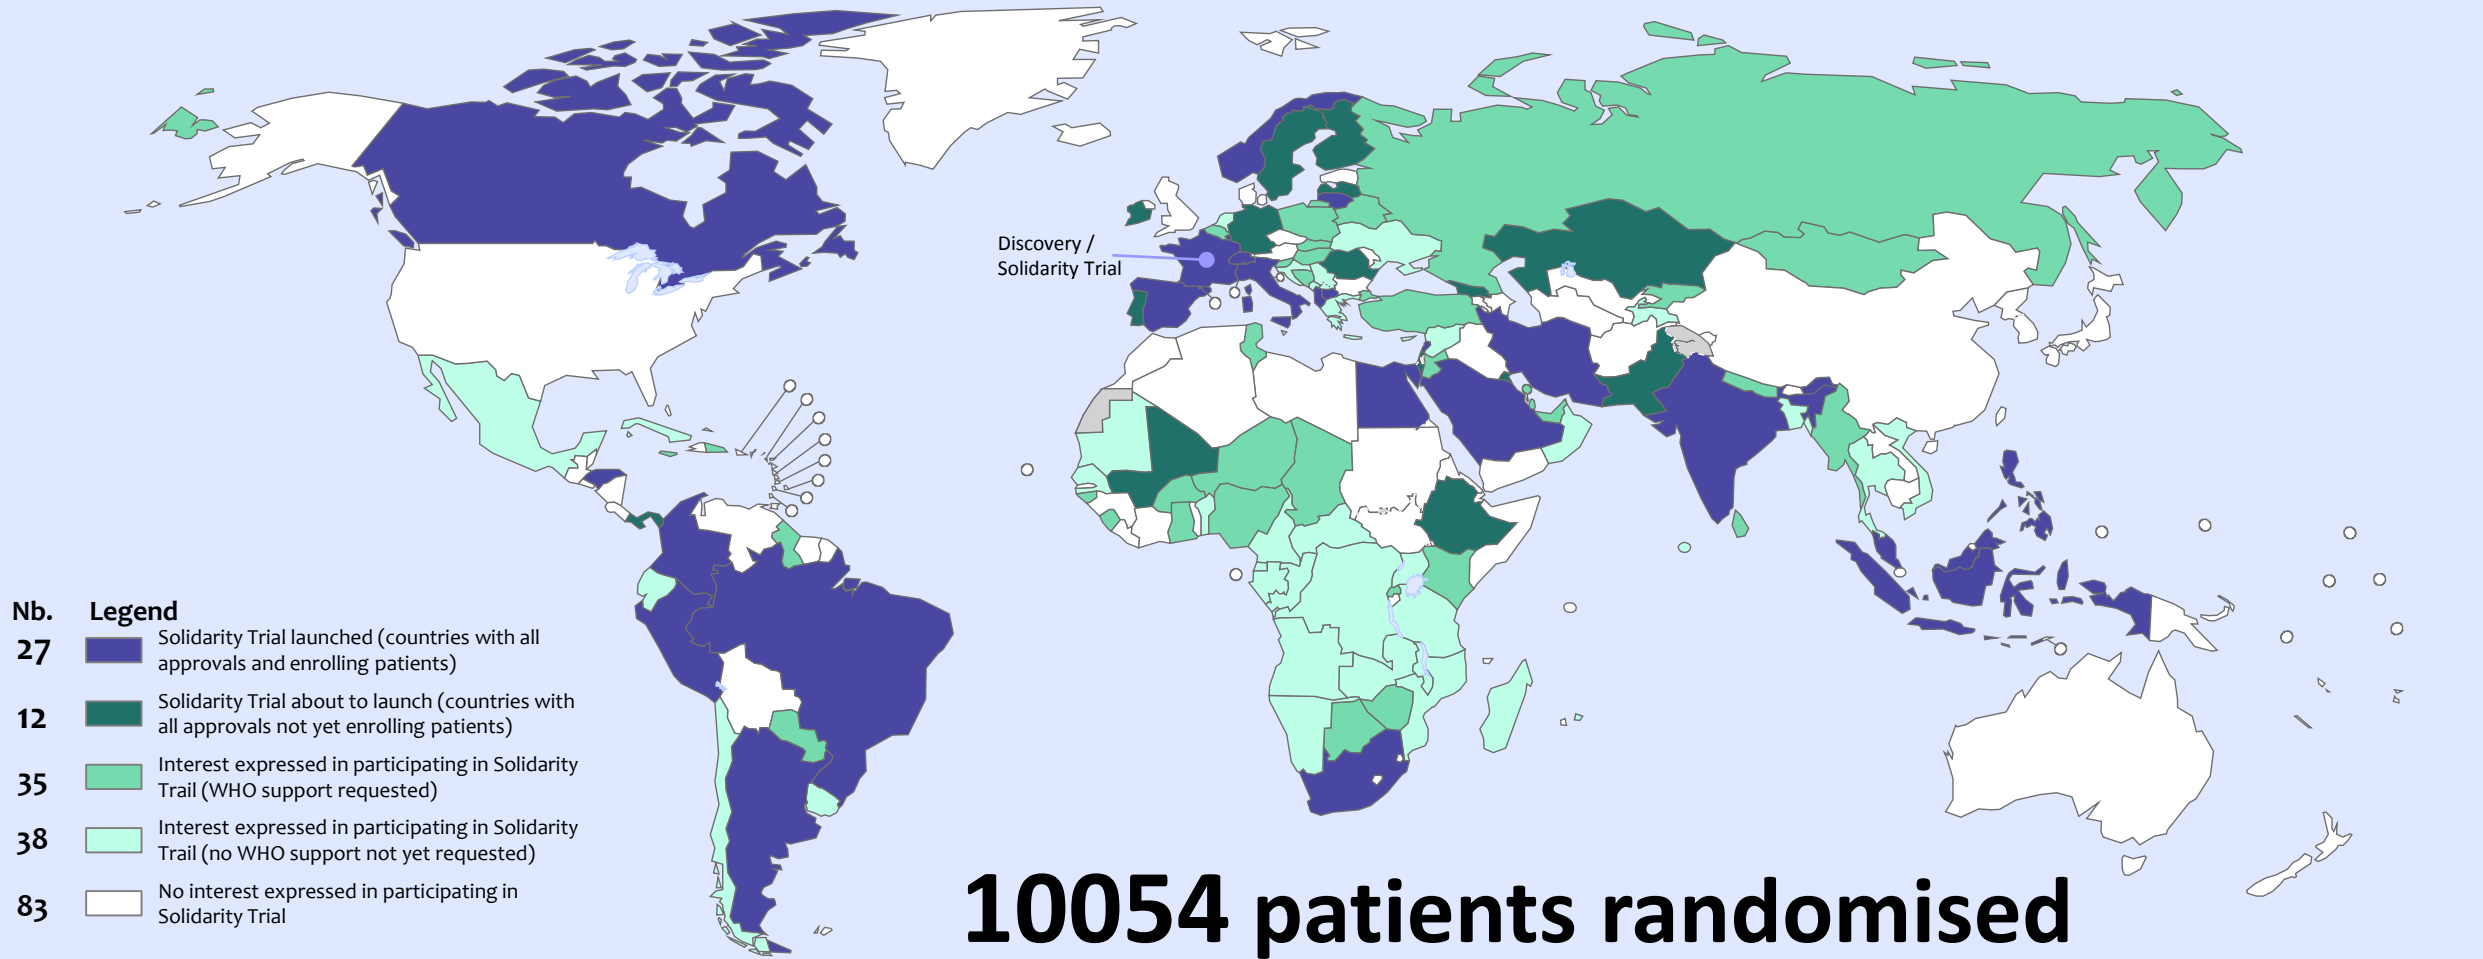 Discovery /
Solidarity Trial
Nb. Legend
27 Solidarity Trial launched (countries with all
approvals and enrolling patients)
12 Solidarity Trial about to launch (countries with
all approvals not yet enrolling patients)
35 Interest expressed in participating in Solidarity
Trail (WHO support requested)
38 Interest expressed in participating in Solidarity
Trail (no WHO support not yet requested)
83 No interest expressed in participating in
Solidarity Trial
10054 patients randomised